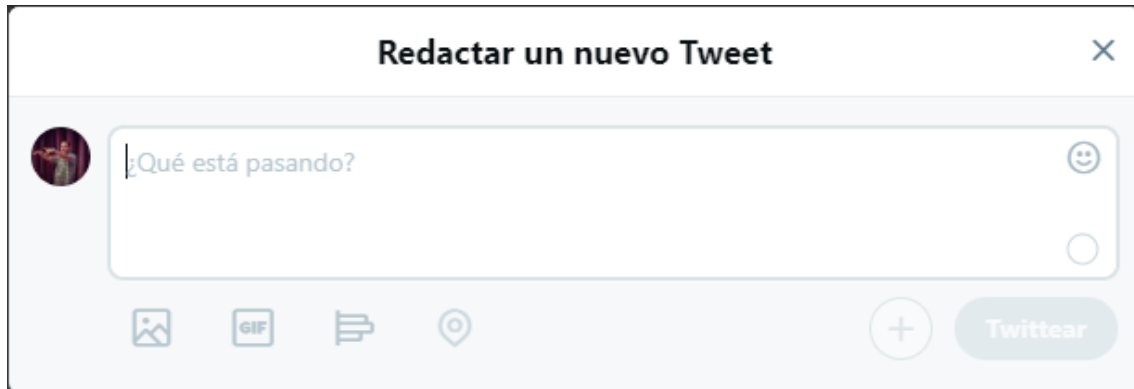 Redactar un nuevo Tweet
¿Qué está pasando?
GIF
Twittear